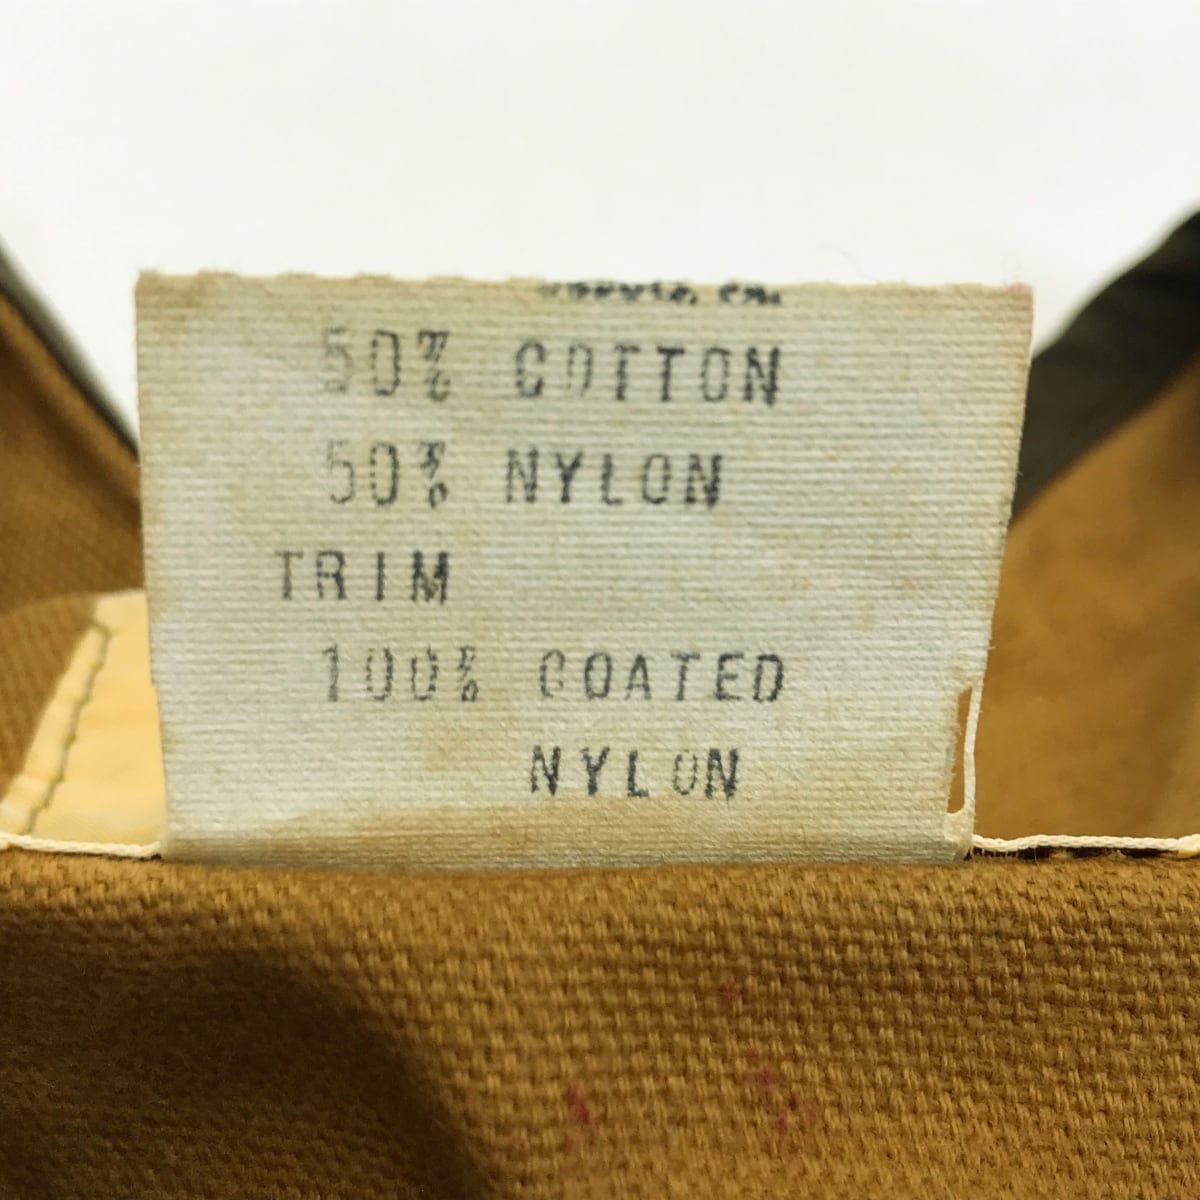 50% COTTON
50% NYLON
TRIM
100% COATED
NYLON